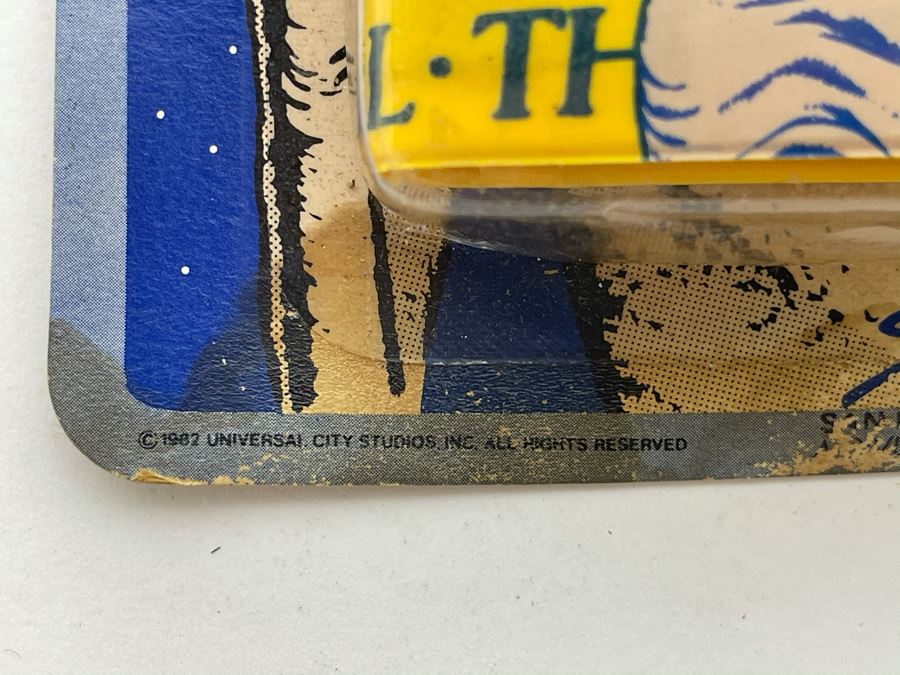 L · TH
© 1982 UNIVERSAL CITY STUDIOS, INC. ALL RIGHTS RESERVED